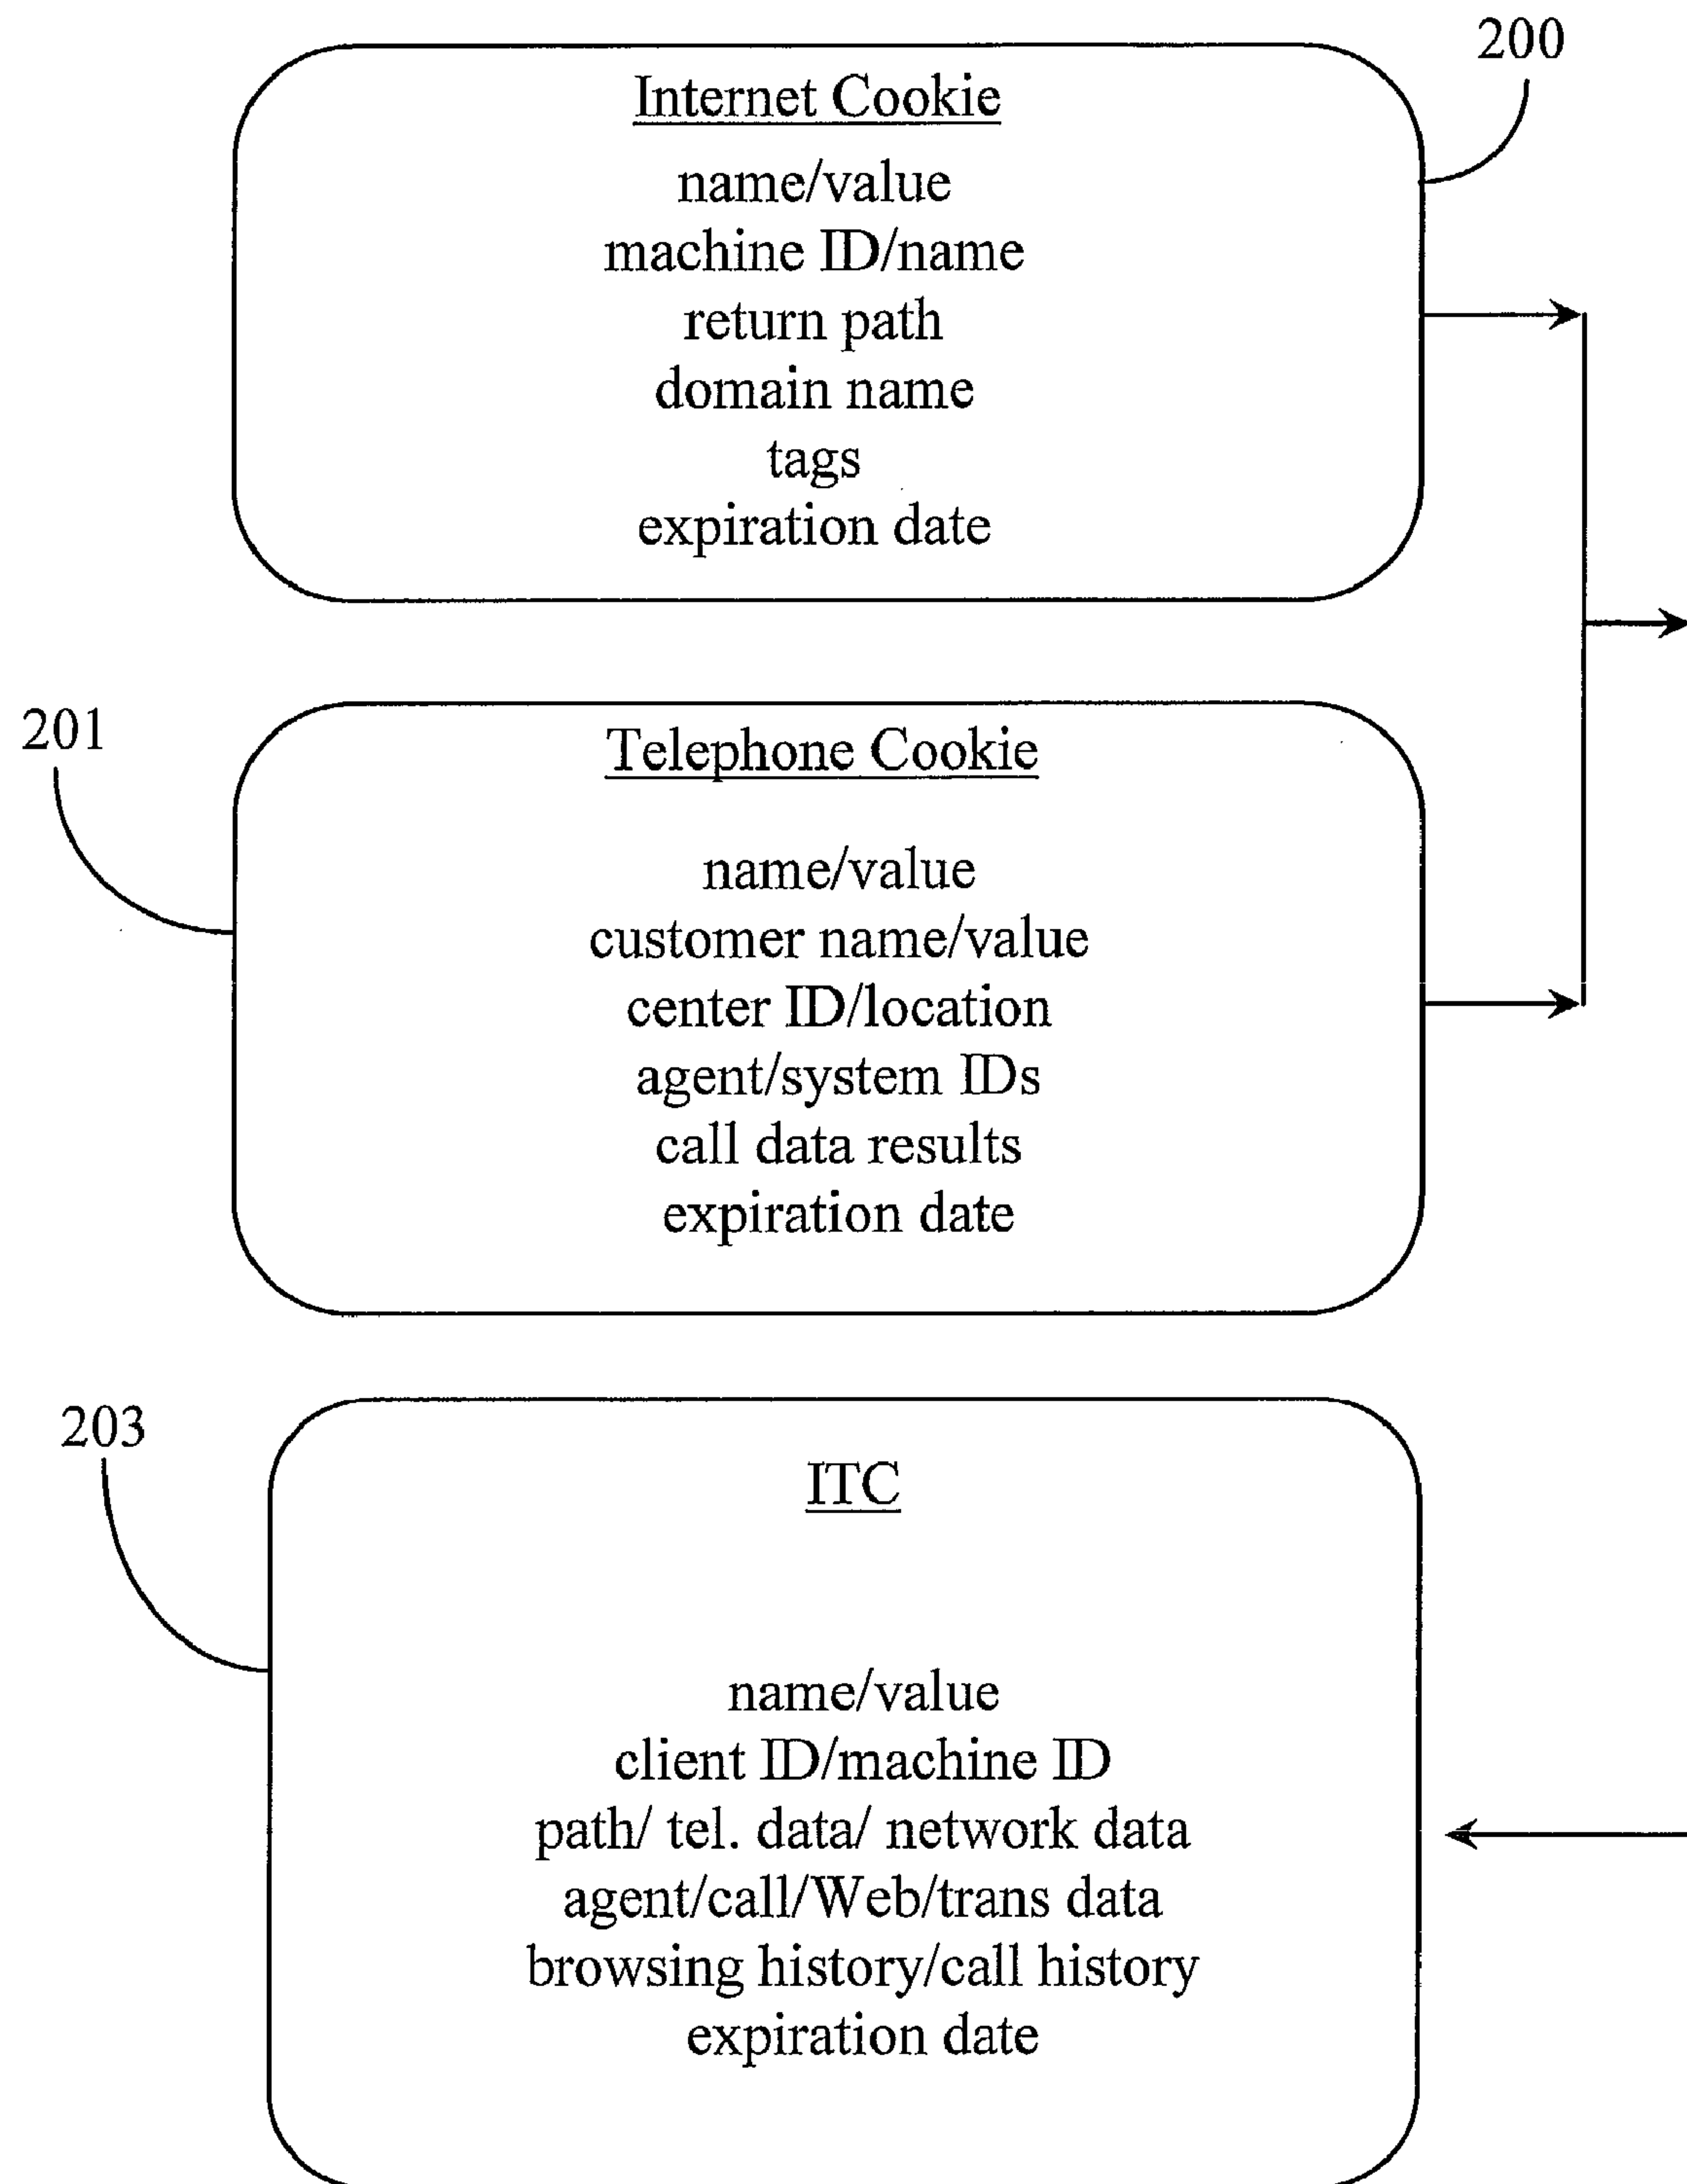 200
Internet Cookie
name/value
machine ID/name
return path
domain name
tags
expiration date
201
Telephone Cookie
name/value
customer name/value
center ID/location
agent/system IDs
call data results
expiration date
203
ITC
name/value
client ID/machine ID
path/ tel. data/ network data
agent/call/Web/trans data
browsing history/call history
expiration date